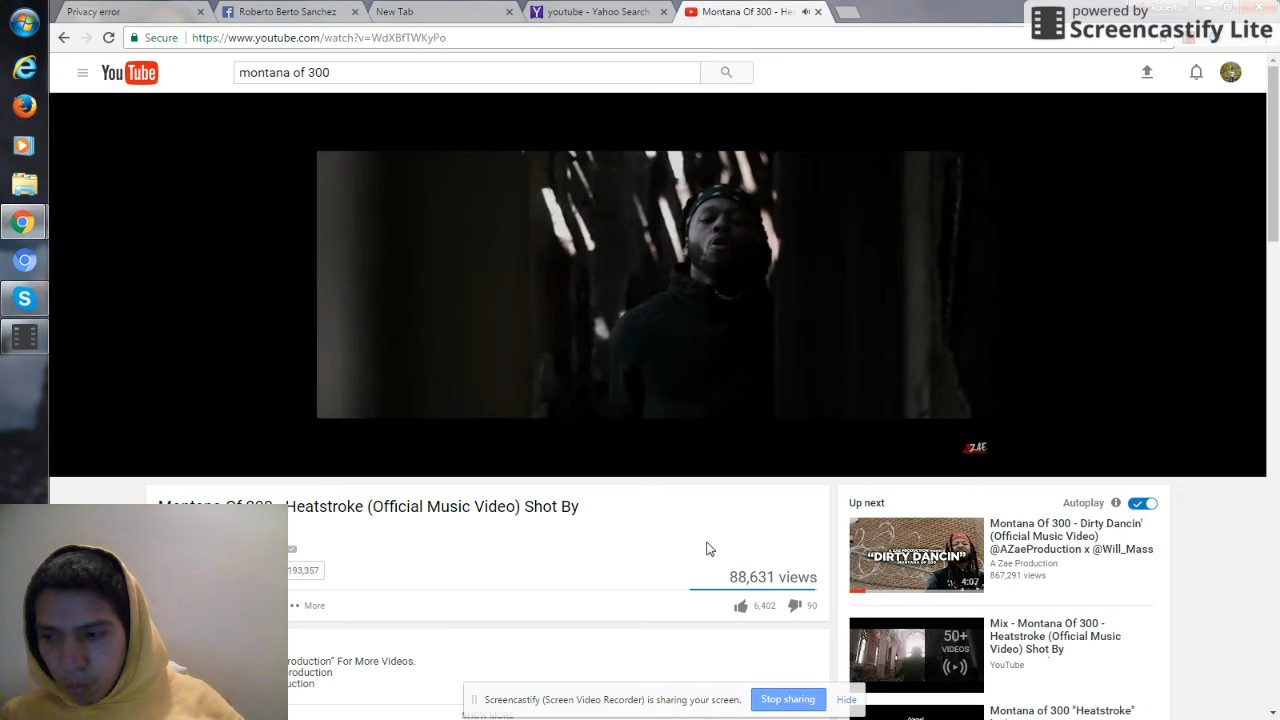 Privacy error
Roberto Berto Sanchez
New Tab
youtube - Yahoo Search
Montana Of 300 - He
powered by
Screencastify Lite
Secure
https://www.youtube.com/watch?v=WdXBfTWKyPo
YouTube
montana of 300
AZAE
Heatstroke (Official Music Video) Shot By
193,357
88,631 views
More
6,402
90
roduction" For More Videos.
roduction
duction
Up next
Autoplay
"DIRTY DANCIN"
4:07
Montana Of 300 - Dirty Dancin'
(Official Music Video)
@AZaeProduction x @Will_Mass
A Zae Production
867,291 views
50+
VIDEOS
Mix - Montana Of 300 -
Heatstroke (Official Music
Video) Shot By
YouTube
Montana of 300 "Heatstroke"
Screencastify (Screen Video Recorder) is sharing your screen.
Stop sharing
Hide